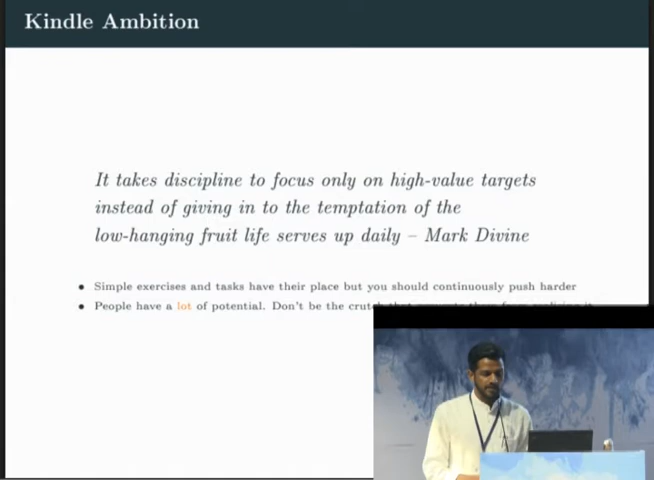 Kindle Ambition
It takes discipline to focus only on high-value targets
instead of giving in to the temptation of the
low-hanging fruit life serves up daily – Mark Divine
• Simple exercises and tasks have their place but you should continuously push harder
• People have a lot of potential. Don't be the crutch that